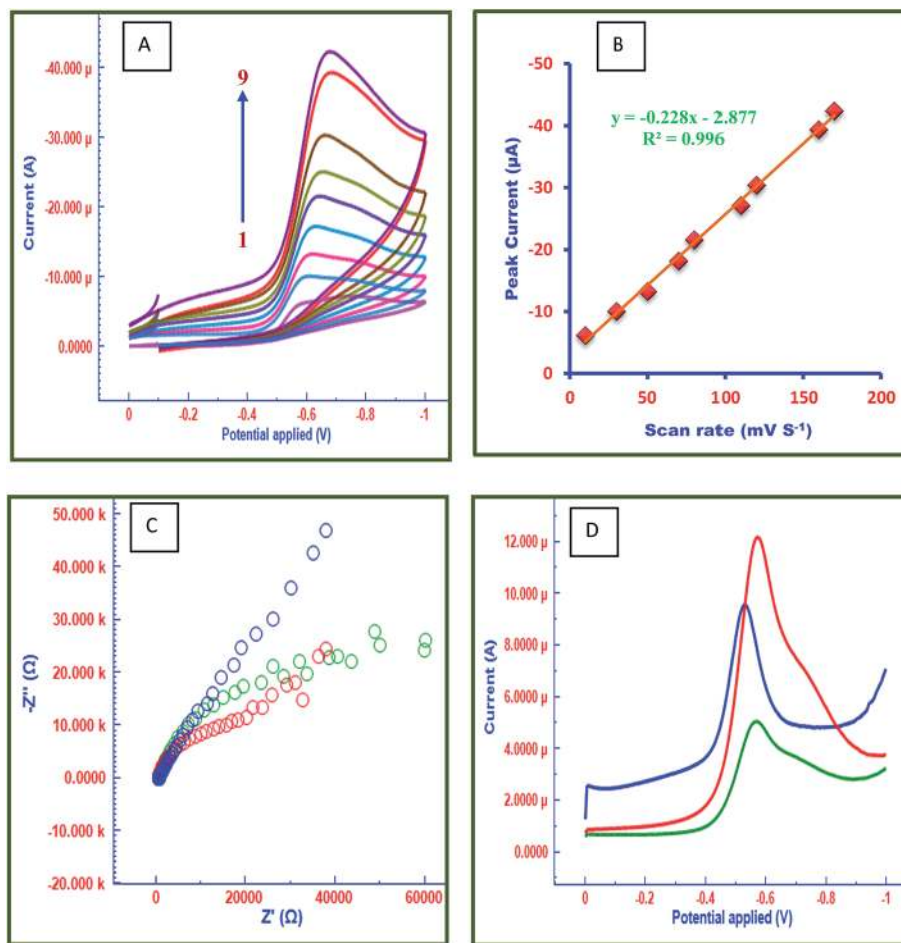 A
-40.000 µ
-30.000 µ
-20.000 µ
-10.000 µ
0.0000
Current (A)
9
1
0
-0.2
-0.4
-0.6
-0.8
-1
Potential applied (V)
B
-50
-40
-30
-20
-10
0
Peak Current (µA)
y = -0.228x - 2.877
R² = 0.996
0
50
100
150
200
Scan rate (mV S⁻¹)
C
50.000 k
40.000 k
30.000 k
20.000 k
10.000 k
0.0000
-10.000 k
-20.000 k
-Z'' (Ω)
0
20000
40000
60000
Z' (Ω)
D
12.000 µ
10.000 µ
8.0000 µ
6.0000 µ
4.0000 µ
2.0000 µ
0.0000
Current (A)
0
-0.2
-0.4
-0.6
-0.8
-1
Potential applied (V)